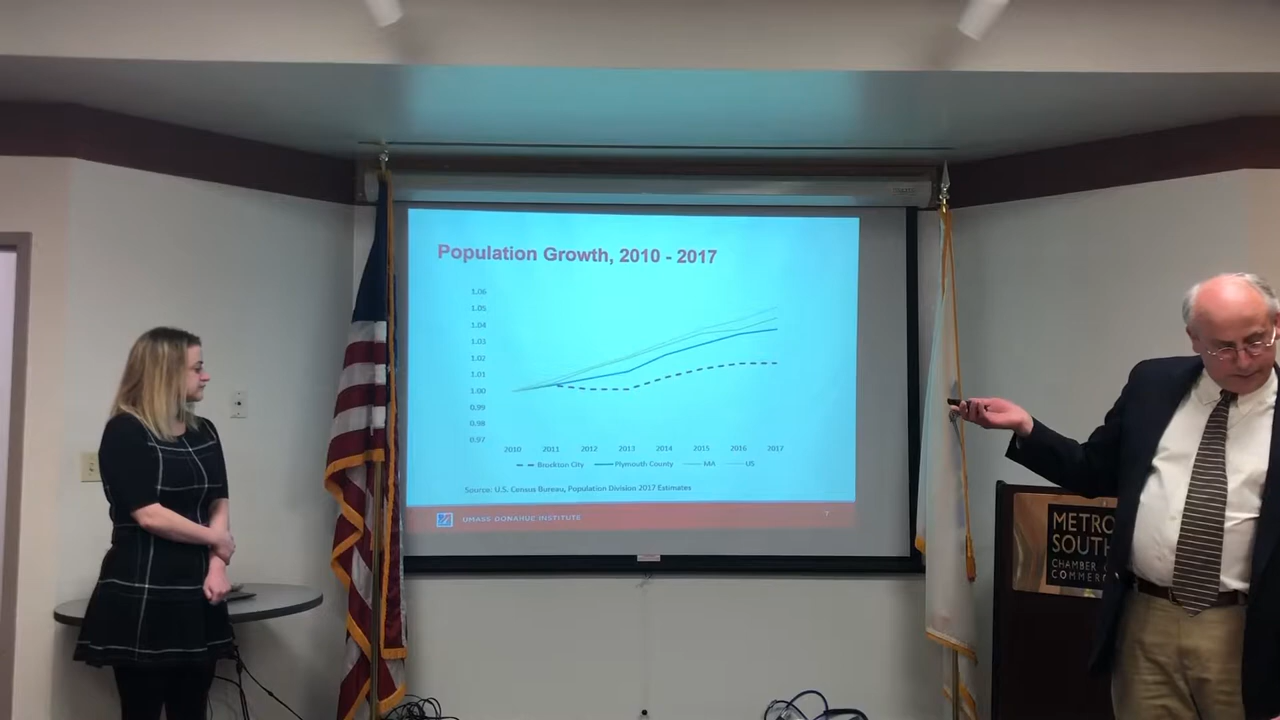 Population Growth, 2010 - 2017
1.06
1.05
1.04
1.03
1.02
1.01
1.00
0.99
0.98
0.97
2010 2011 2012 2013 2014 2015 2016 2017
Brockton City Plymouth County MA US
Source: U.S. Census Bureau, Population Division 2017 Estimates
UMASS DONAHUE INSTITUTE
7
METRO
SOUTH
CHAMBER
COMMERC